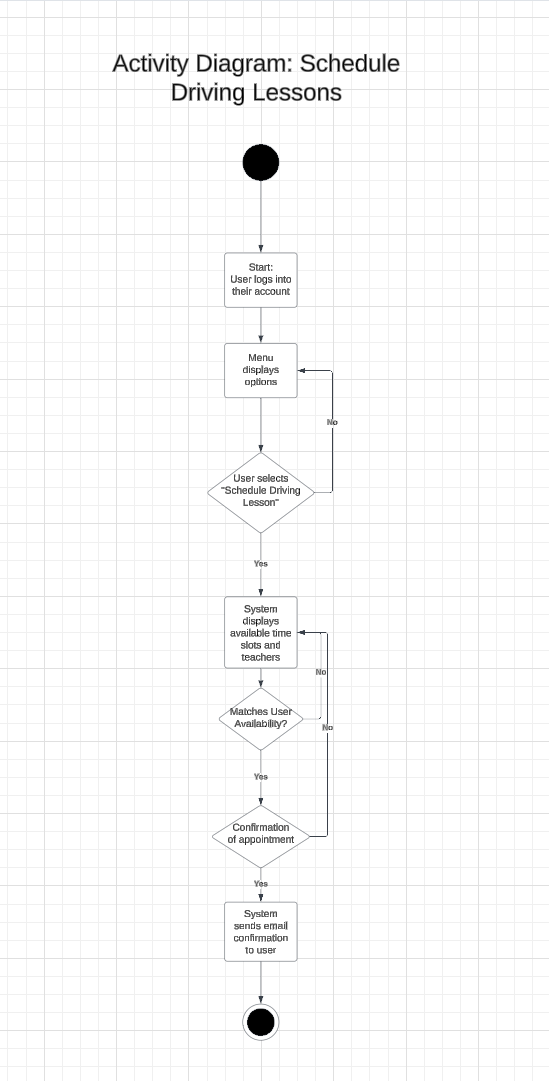 Activity Diagram: Schedule
Driving Lessons
Start:
User logs into
their account
Menu
displays
options
No
User selects
"Schedule Driving
Lesson"
Yes
System
displays
available time
slots and
teachers
No
Matches User
Availability?
No
Yes
Confirmation
of appointment
Yes
System
sends email
confirmation
to user